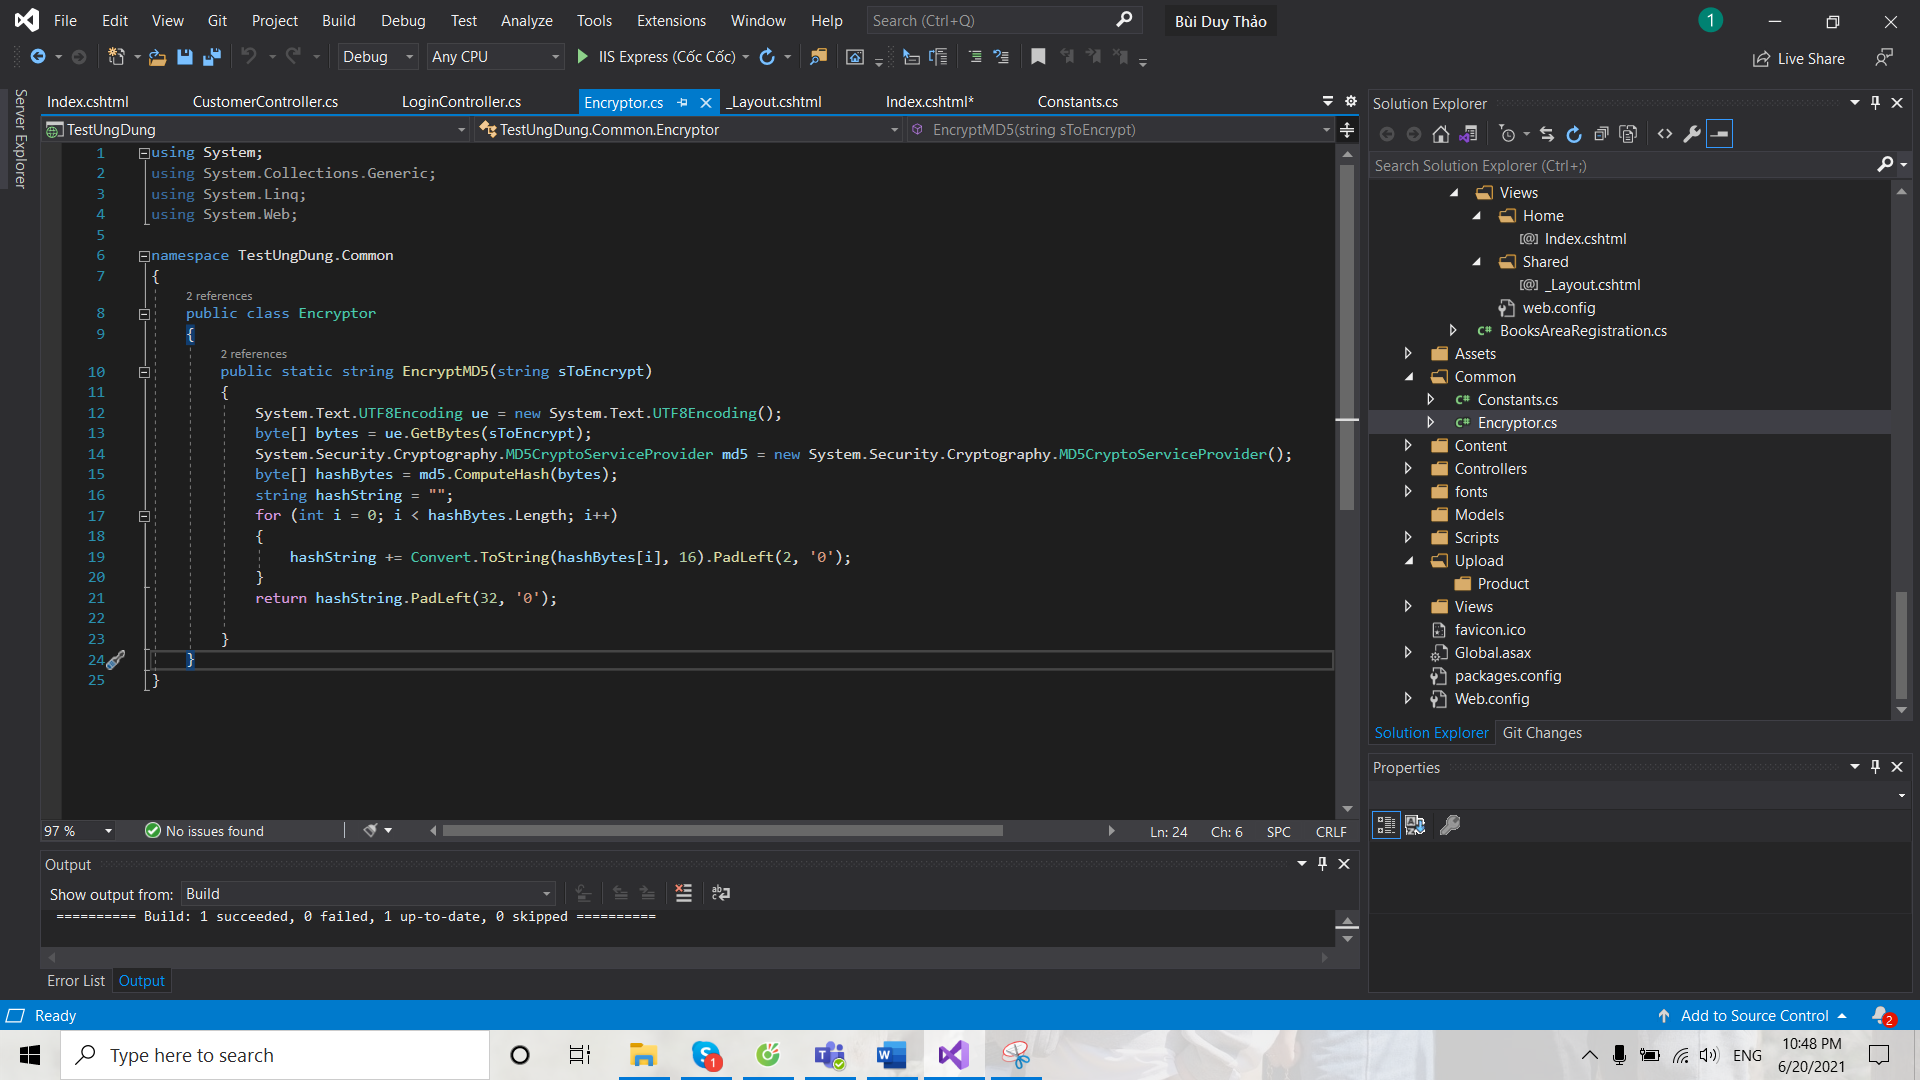 File Edit View Git Project Build Debug Test Analyze Tools Extensions Window Help Search (Ctrl+Q) Bùi Duy Thảo 1
Debug Any CPU IIS Express (Cốc Cốc) Live Share
Server Explorer
Index.cshtml CustomerController.cs LoginController.cs Encryptor.cs _Layout.cshtml Index.cshtml* Constants.cs
TestUngDung TestUngDung.Common.Encryptor EncryptMD5(string sToEncrypt)
1 using System;
2 using System.Collections.Generic;
3 using System.Linq;
4 using System.Web;
5
6 namespace TestUngDung.Common
7 {
2 references
8 public class Encryptor
9 {
2 references
10 public static string EncryptMD5(string sToEncrypt)
11 {
12 System.Text.UTF8Encoding ue = new System.Text.UTF8Encoding();
13 byte[] bytes = ue.GetBytes(sToEncrypt);
14 System.Security.Cryptography.MD5CryptoServiceProvider md5 = new System.Security.Cryptography.MD5CryptoServiceProvider();
15 byte[] hashBytes = md5.ComputeHash(bytes);
16 string hashString = "";
17 for (int i = 0; i < hashBytes.Length; i++)
18 {
19 hashString += Convert.ToString(hashBytes[i], 16).PadLeft(2, '0');
20 }
21 return hashString.PadLeft(32, '0');
22
23 }
24 }
25 }
97 % No issues found Ln: 24 Ch: 6 SPC CRLF
Output
Show output from: Build
========== Build: 1 succeeded, 0 failed, 1 up-to-date, 0 skipped ==========
Error List Output
Solution Explorer
Search Solution Explorer (Ctrl+;)
Views
Home
[@] Index.cshtml
Shared
[@] _Layout.cshtml
web.config
C# BooksAreaRegistration.cs
Assets
Common
C# Constants.cs
C# Encryptor.cs
Content
Controllers
fonts
Models
Scripts
Upload
Product
Views
favicon.ico
Global.asax
packages.config
Web.config
Solution Explorer Git Changes
Properties
Ready Add to Source Control 2
Type here to search 1 ENG 10:48 PM
6/20/2021